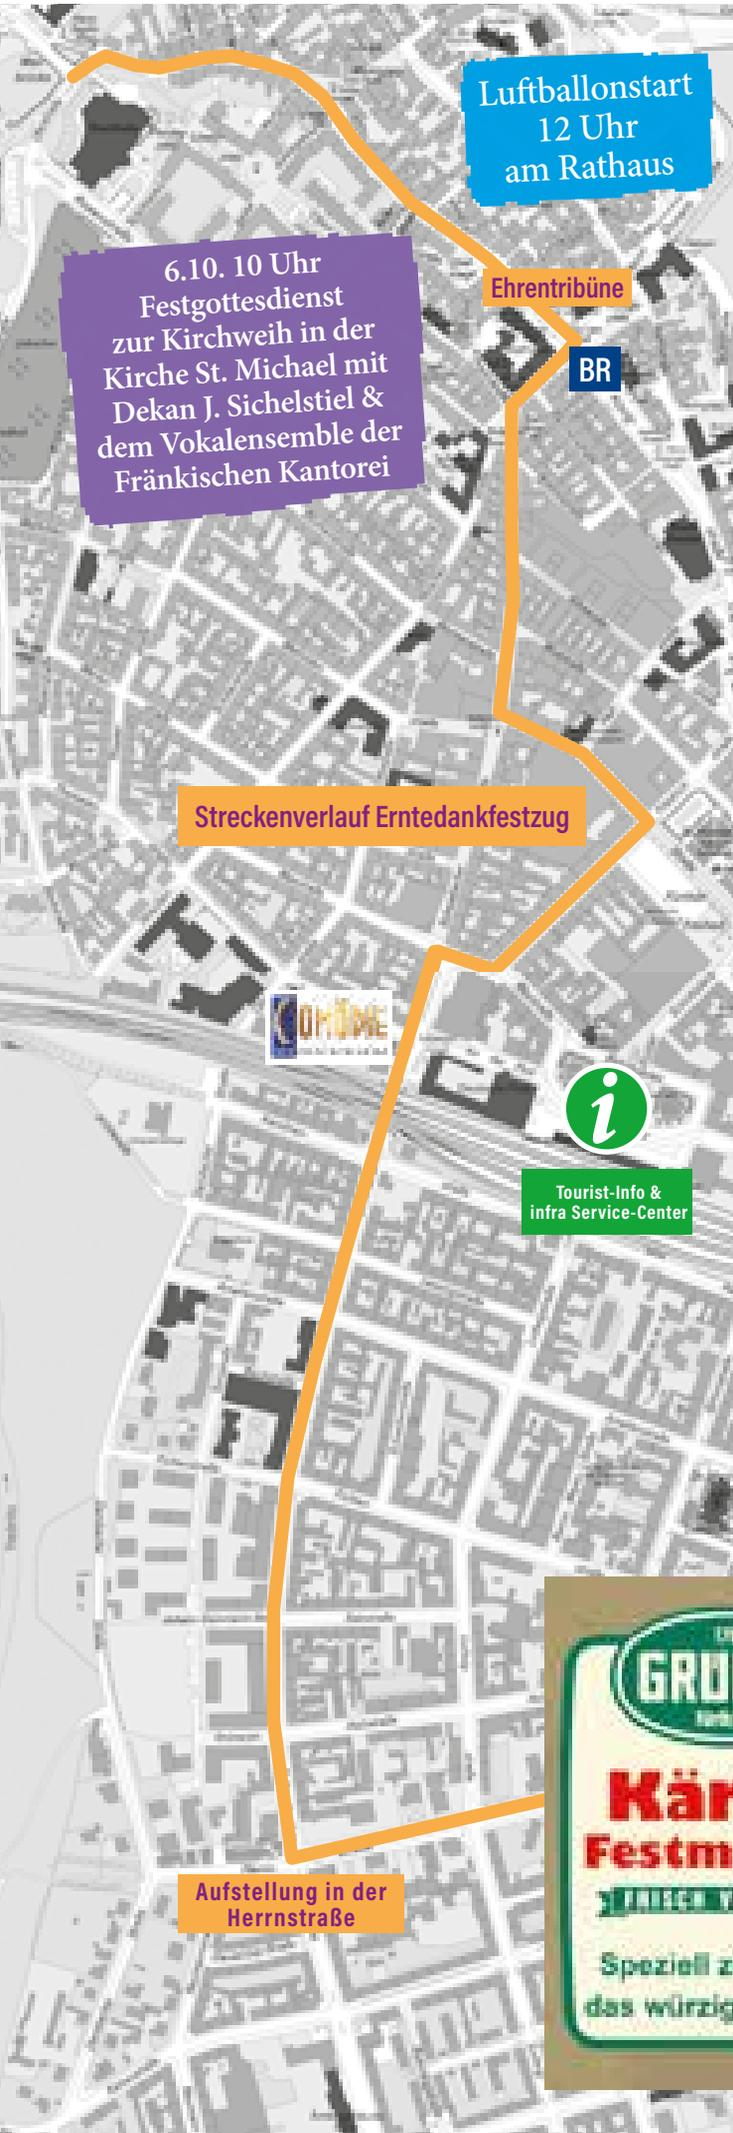 Luftballonstart
12 Uhr
am Rathaus
6.10. 10 Uhr
Festgottesdienst
zur Kirchweih in der
Kirche St. Michael mit
Dekan J. Sichelstiel &
dem Vokalensemble der
Fränkischen Kantorei
Ehrentribüne
BR
Streckenverlauf Erntedankfestzug
i
Tourist-Info &
infra Service-Center
GRÜ
Kär
Festm
FRISCH V
Speziell z
das würzig
Aufstellung in der
Herrnstraße